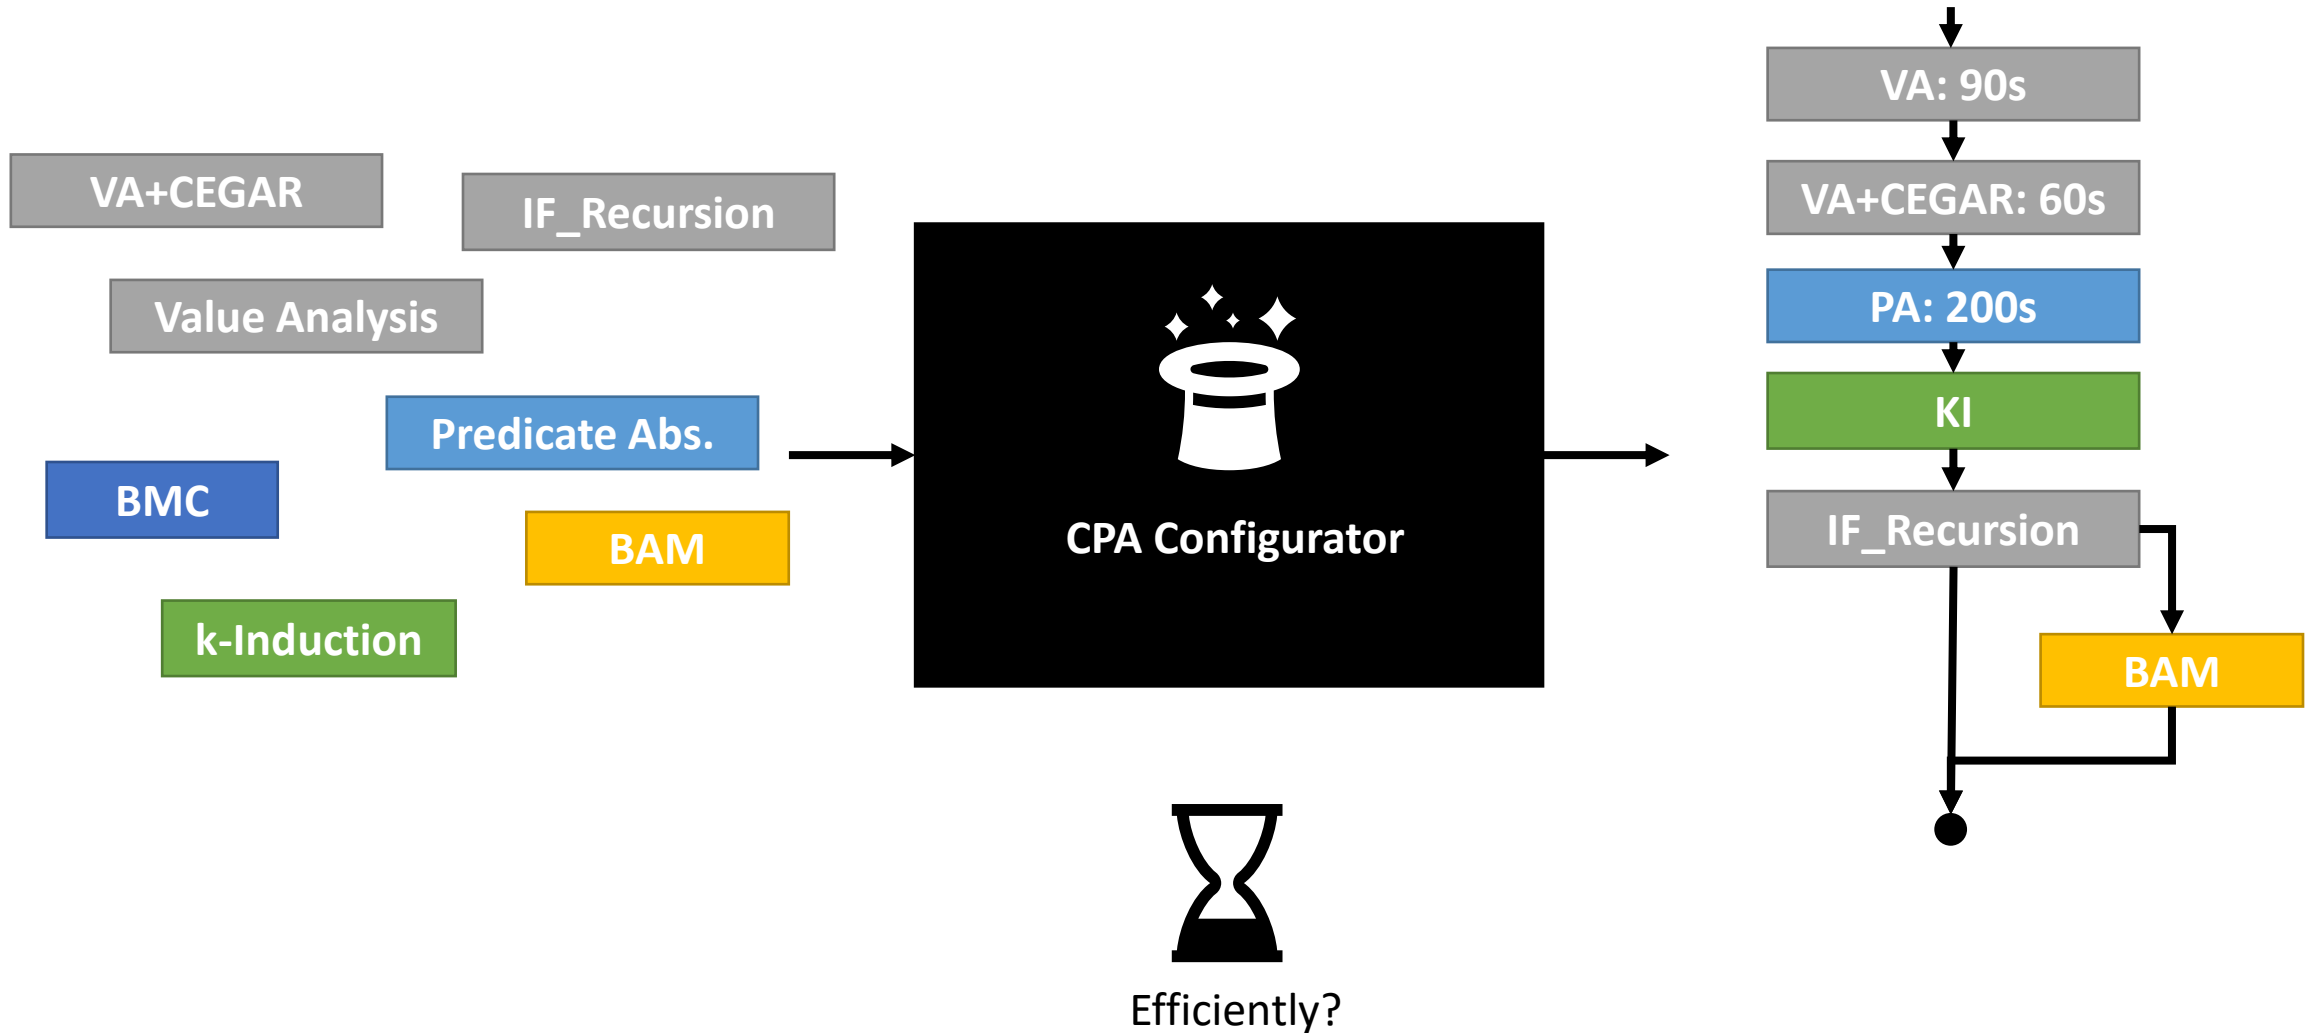 VA+CEGAR
IF_Recursion
Value Analysis
Predicate Abs.
BMC
BAM
k-Induction
CPA Configurator
Efficiently?
VA: 90s
VA+CEGAR: 60s
PA: 200s
KI
IF_Recursion
BAM